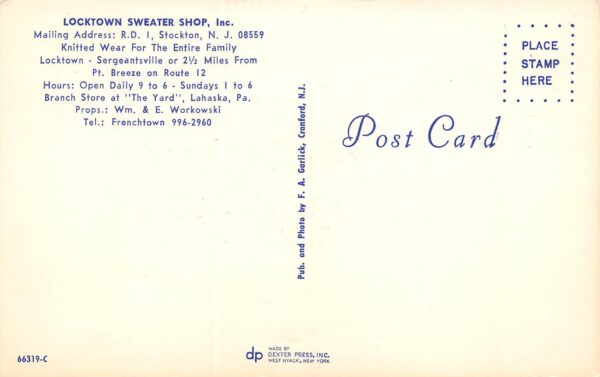 LOCKTOWN SWEATER SHOP, Inc.
Mailing Address: R.D. 1, Stockton, N. J. 08559
Knitted Wear For The Entire Family
Locktown - Sergeantsville or 2½ Miles From
Pt. Breeze on Route 12
Hours: Open Daily 9 to 6 - Sundays 1 to 6
Branch Store at "The Yard", Lahaska, Pa.
Props.: Wm. & E. Workowski
Tel.: Frenchtown 996-2960
PLACE
STAMP
HERE
Post Card
Pub. and Photo by F. A. Garlick, Cranford, N.J.
66319-C
dp
MADE BY
DEXTER PRESS, INC.
WEST NYACK, NEW YORK